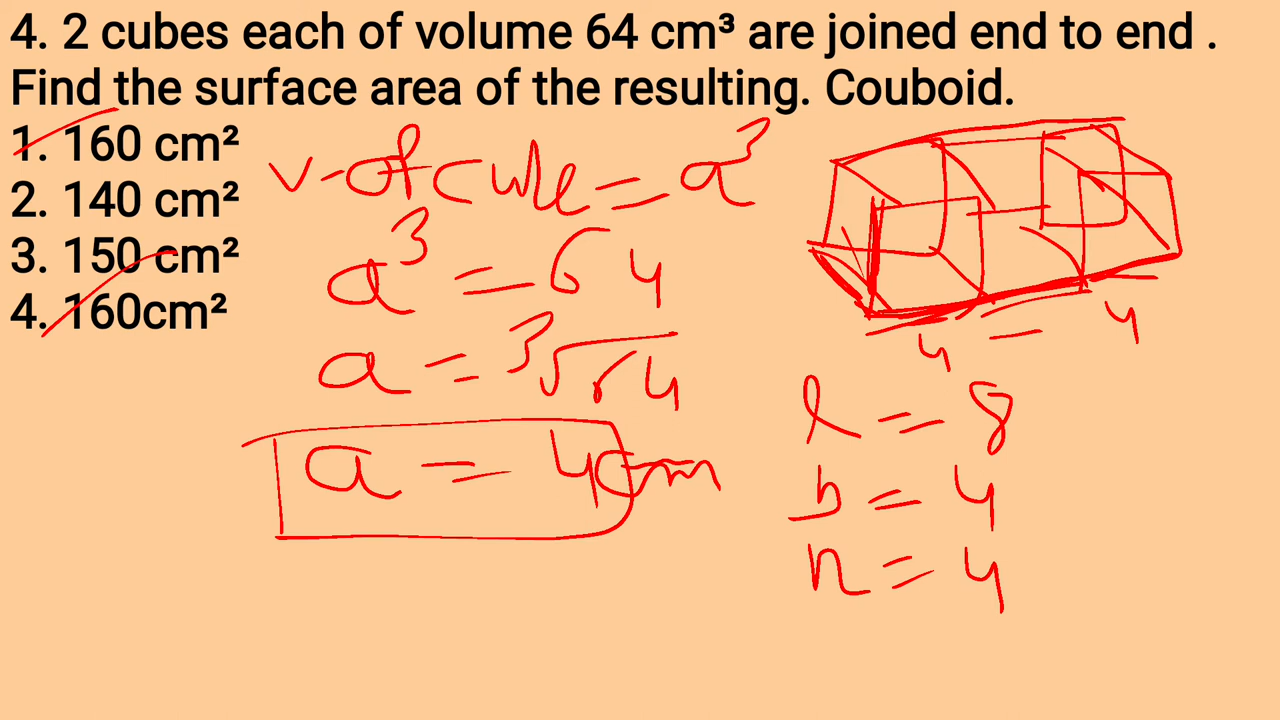 4. 2 cubes each of volume 64 cm³ are joined end to end .
Find the surface area of the resulting. Couboid.
1. 160 cm²
2. 140 cm²
3. 150 cm²
4. 160cm²
v. of cube = a³
a³ = 64
a = ³√64
a = 4cm
4 = 4
l = 8
b = 4
h = 4